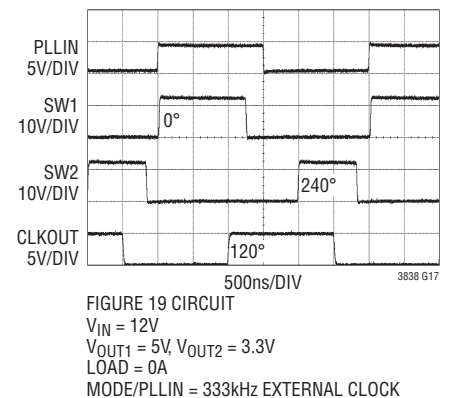 PLLIN
5V/DIV
SW1
10V/DIV
0°
SW2
10V/DIV
240°
CLKOUT
5V/DIV
120°
500ns/DIV
3838 G17
FIGURE 19 CIRCUIT
VIN = 12V
VOUT1 = 5V, VOUT2 = 3.3V
LOAD = 0A
MODE/PLLIN = 333kHz EXTERNAL CLOCK